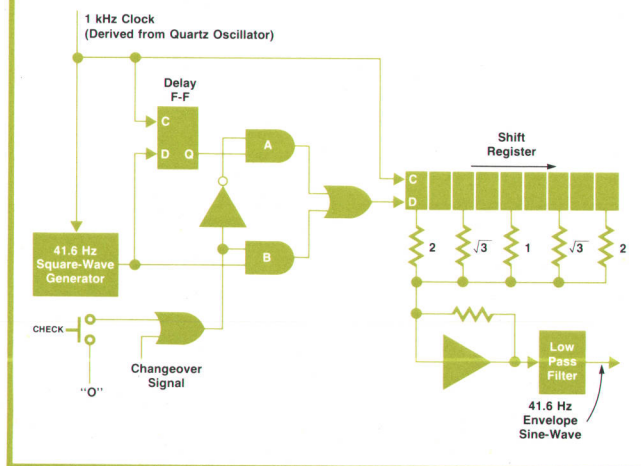 1 kHz Clock
(Derived from Quartz Oscillator)
Delay
F-F
C
D Q
A
B
Shift
Register
C
D
41.6 Hz
Square-Wave
Generator
2 √3 1 √3 2
CHECK
"O"
Changeover
Signal
Low
Pass
Filter
41.6 Hz
Envelope
Sine-Wave